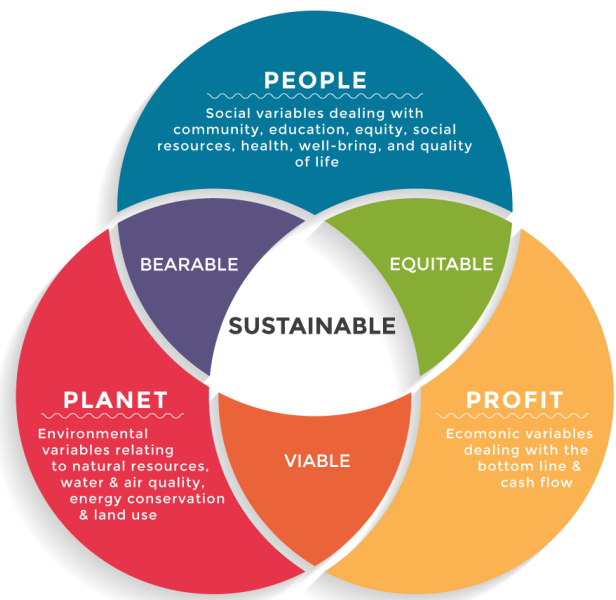 PEOPLE
Social variables dealing with
community, education, equity, social
resources, health, well-bring, and quality
of life
BEARABLE
EQUITABLE
SUSTAINABLE
PLANET
Environmental
variables relating
to natural resources,
water & air quality,
energy conservation
& land use
PROFIT
Ecomonic variables
dealing with the
bottom line &
cash flow
VIABLE